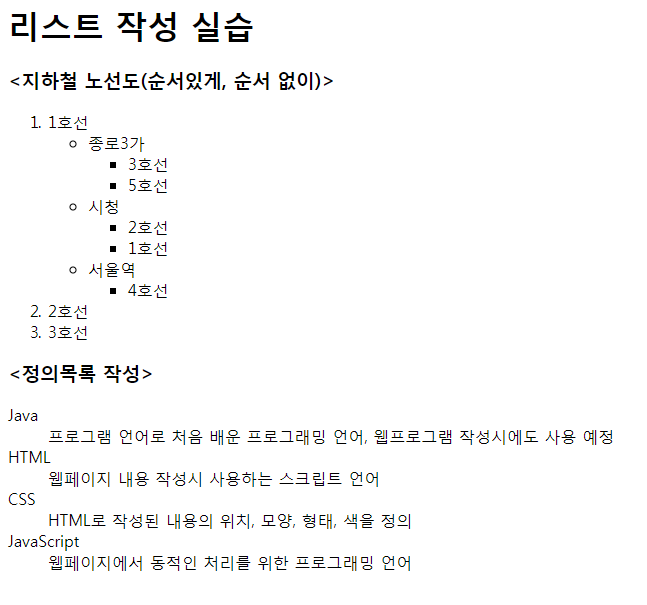 리스트 작성 실습
<지하철 노선도(순서있게, 순서 없이)>
1. 1호선
종로3가
3호선
5호선
시청
2호선
1호선
서울역
4호선
2. 2호선
3. 3호선
<정의목록 작성>
Java
프로그램 언어로 처음 배운 프로그래밍 언어, 웹프로그램 작성시에도 사용 예정
HTML
웹페이지 내용 작성시 사용하는 스크립트 언어
CSS
HTML로 작성된 내용의 위치, 모양, 형태, 색을 정의
JavaScript
웹페이지에서 동적인 처리를 위한 프로그래밍 언어